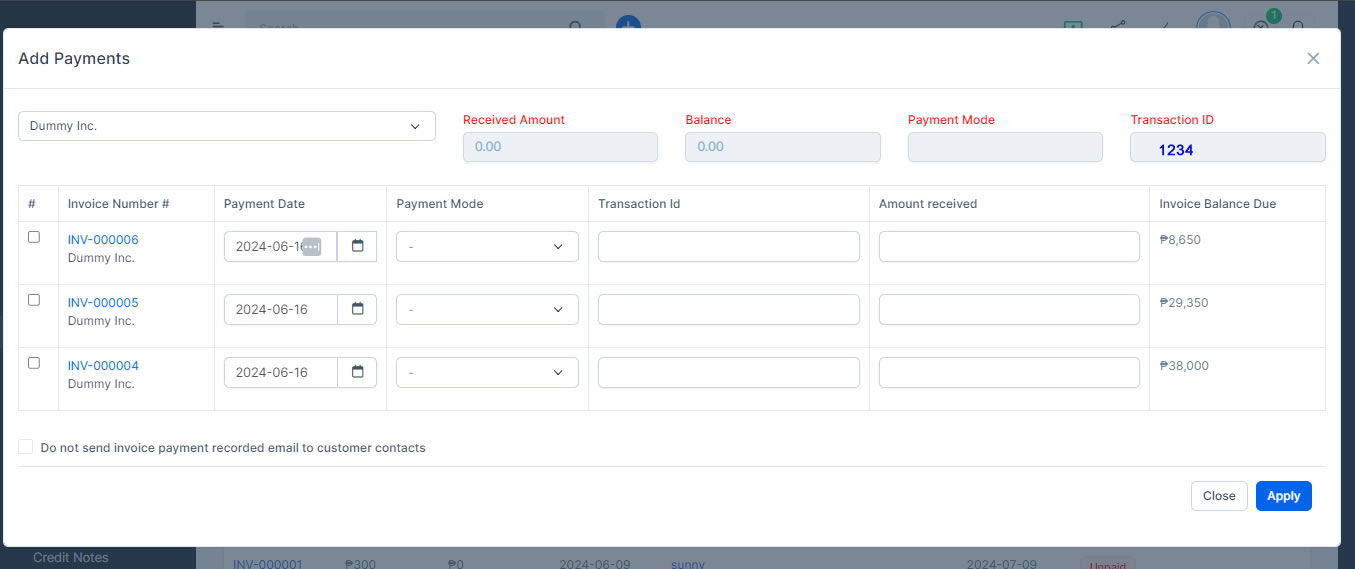 Search
1
Add Payments
Dummy Inc.
Received Amount
Balance
Payment Mode
Transaction ID
0.00
0.00
1234
# Invoice Number # Payment Date Payment Mode Transaction Id Amount received Invoice Balance Due
INV-000006 2024-06-16 - ₱8,650
Dummy Inc.
INV-000005 2024-06-16 - ₱29,350
Dummy Inc.
INV-000004 2024-06-16 - ₱38,000
Dummy Inc.
Do not send invoice payment recorded email to customer contacts
Close Apply
Credit Notes
INV-000001 ₱300 ₱0 2024-06-09 sunny 2024-07-09 Unpaid